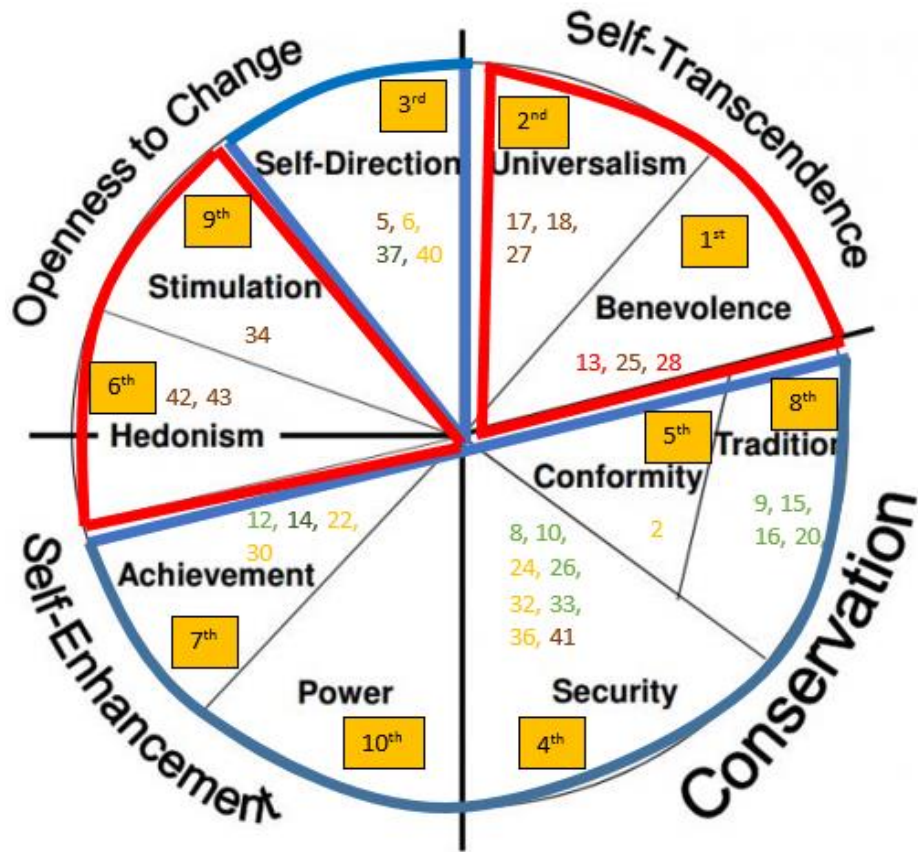 Openness to Change
Self-Transcendence
3rd
2nd
Self-Direction
Universalism
5, 6,
37, 40
17, 18,
27
9th
1st
Stimulation
Benevolence
34
13, 25, 28
6th
42, 43
8th
5th
Hedonism
Tradition
Conformity
12, 14, 22,
30
2
9, 15,
16, 20,
8, 10,
24, 26,
32, 33,
36, 41
Achievement
7th
Power
Security
10th
4th
Self-Enhancement
Conservation